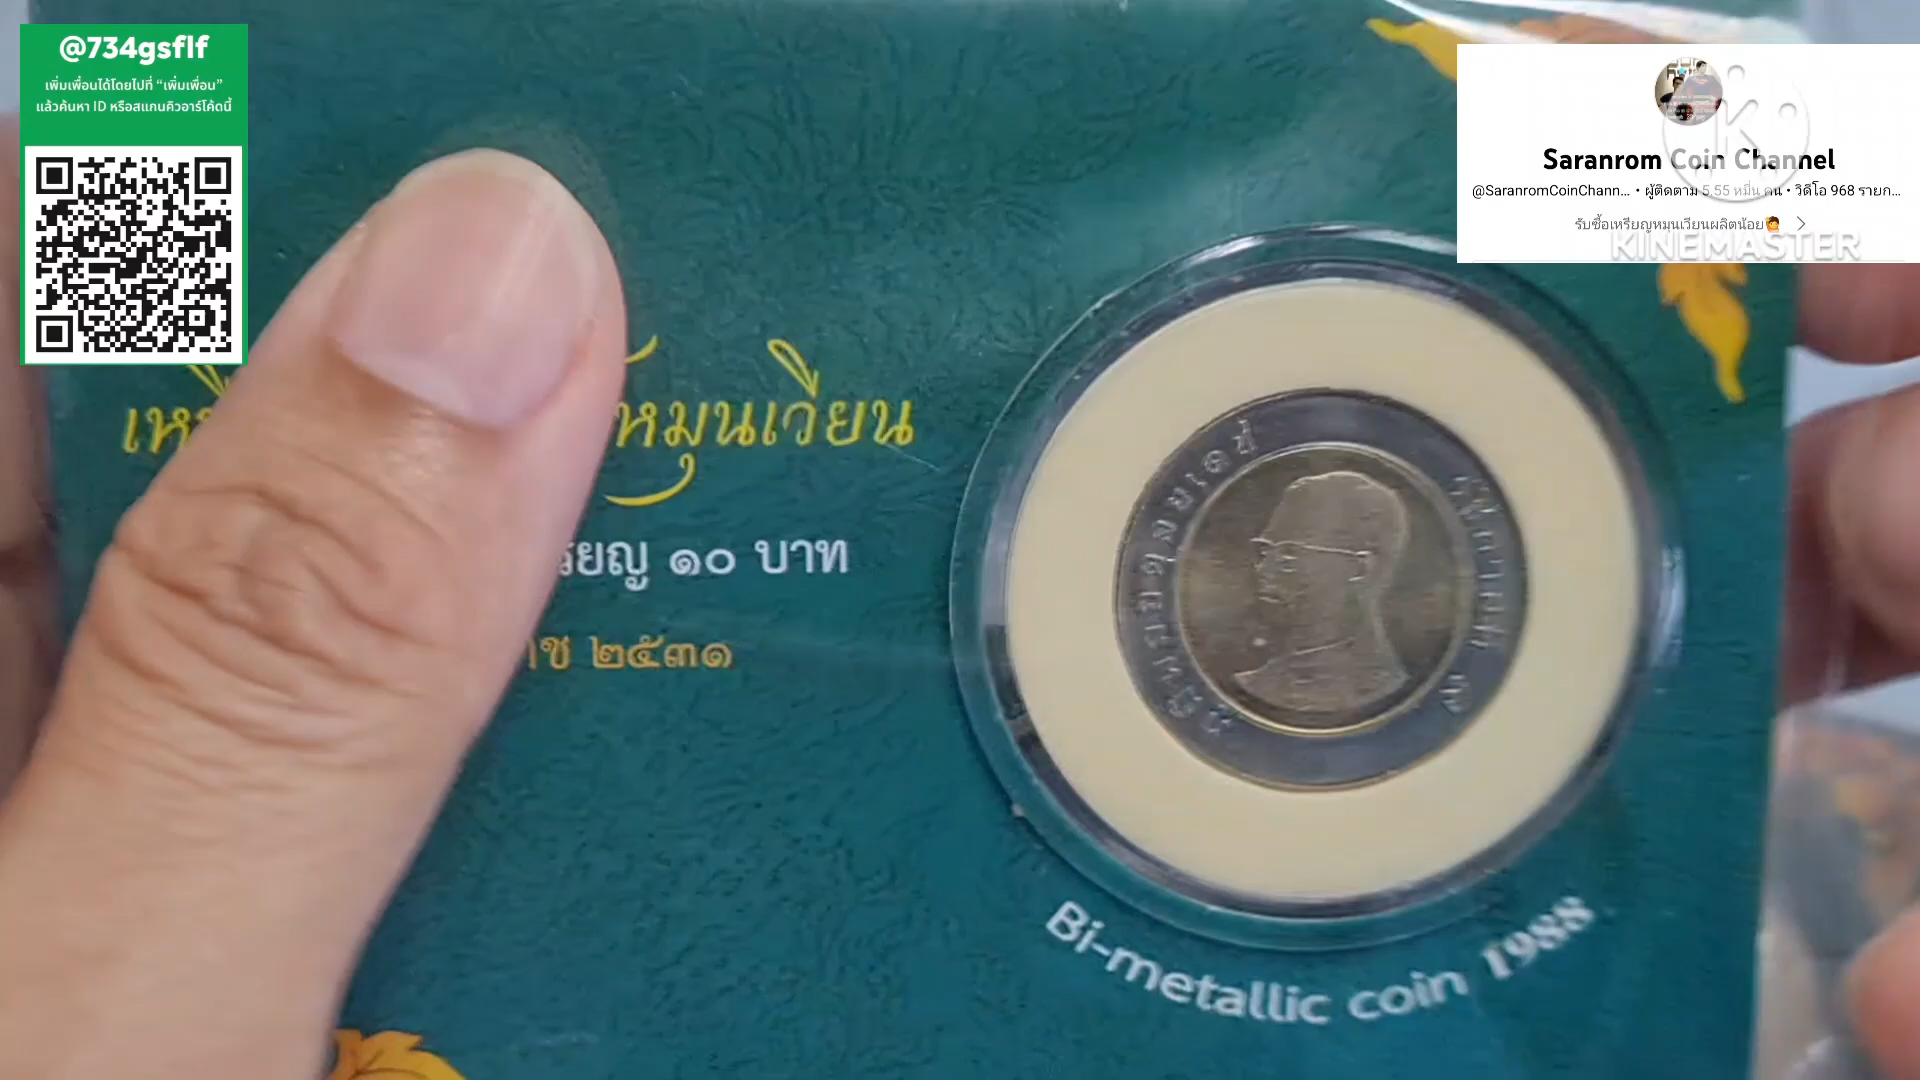 @734gsflf
เพิ่มเพื่อนได้โดยไปที่ “เพิ่มเพื่อน”
แล้วค้นหา ID หรือสแกนคิวอาร์โค้ดนี้
Saranrom Coin Channel
@SaranromCoinChann... • ผู้ติดตาม 5.55 หมื่น คน • วิดีโอ 968 รายก...
รับซื้อเหรียญหมุนเวียนผลิตน้อย
KINEMASTER
หมุนเวียน
๑๐ บาท
๒๕๓๑
Bi-metallic coin 1988